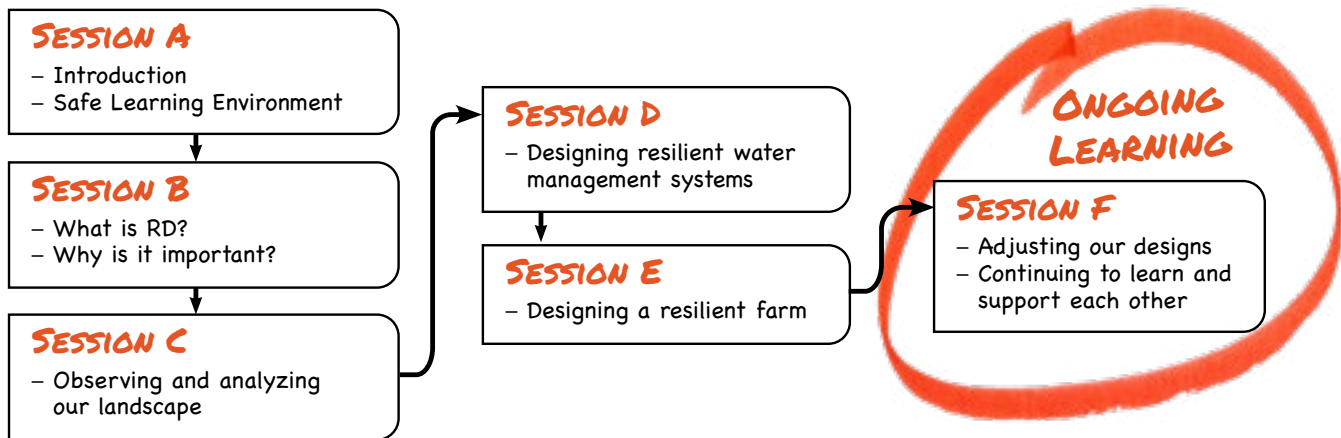 SESSION A
– Introduction
– Safe Learning Environment
SESSION B
– What is RD?
– Why is it important?
SESSION C
– Observing and analyzing
our landscape
SESSION D
– Designing resilient water
management systems
SESSION E
– Designing a resilient farm
ONGOING
LEARNING
SESSION F
– Adjusting our designs
– Continuing to learn and
support each other